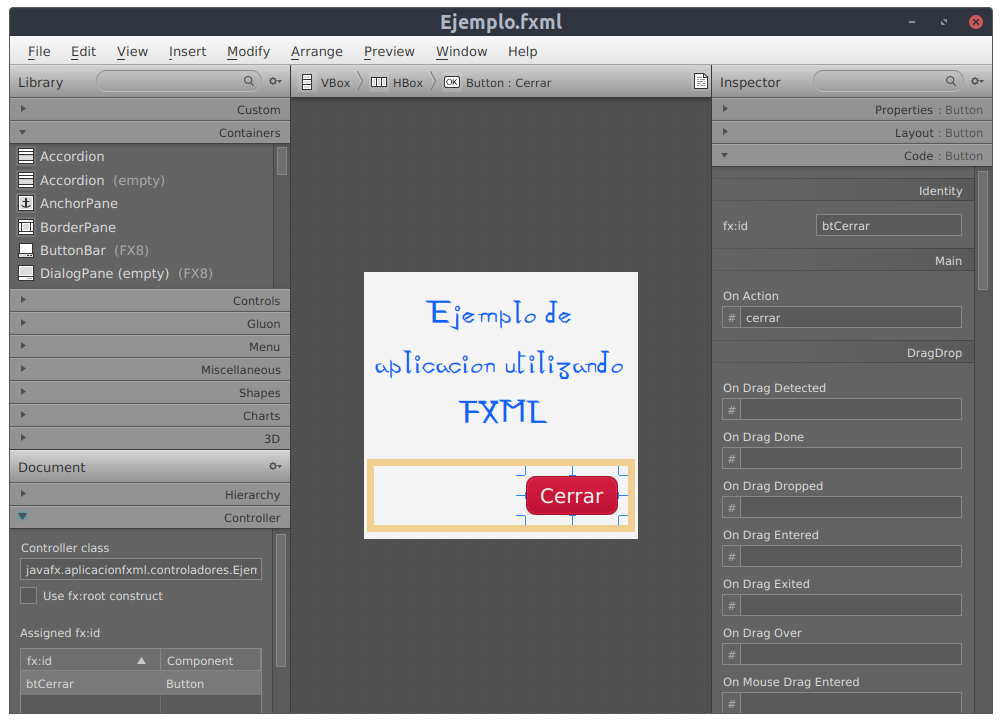 Ejemplo.fxml
File Edit View Insert Modify Arrange Preview Window Help
Library
Custom
Containers
Accordion
Accordion (empty)
AnchorPane
BorderPane
ButtonBar (FX8)
DialogPane (empty) (FX8)
Controls
Gluon
Menu
Miscellaneous
Shapes
Charts
3D
Document
Hierarchy
Controller
Controller class
javafx.aplicacionfxml.controladores.Ejem
Use fx:root construct
Assigned fx:id
fx:id Component
btCerrar Button
VBox HBox OK Button : Cerrar
Ejemplo de
aplicacion utilizando
FXML
Cerrar
Inspector
Properties : Button
Layout : Button
Code : Button
Identity
fx:id btCerrar
Main
On Action
# cerrar
DragDrop
On Drag Detected
#
On Drag Done
#
On Drag Dropped
#
On Drag Entered
#
On Drag Exited
#
On Drag Over
#
On Mouse Drag Entered
#